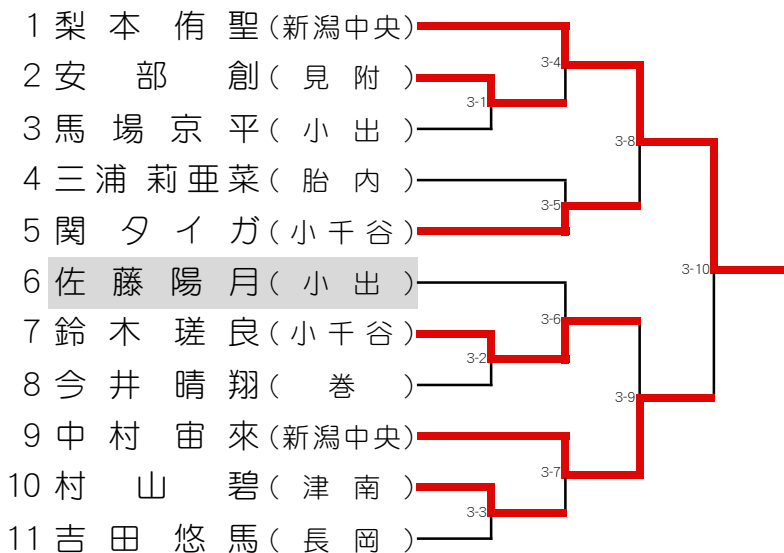 1 梨本侑聖(新潟中央)
3-4
2 安部創(見附)
3-1
3 馬場京平(小出)
3-8
4 三浦莉亜菜(胎内)
3-5
5 関タイガ(小千谷)
3-10
6 佐藤陽月(小出)
3-6
7 鈴木瑳良(小千谷)
3-2
8 今井晴翔(巻)
3-9
9 中村宙來(新潟中央)
3-7
10 村山碧(津南)
3-3
11 吉田悠馬(長岡)